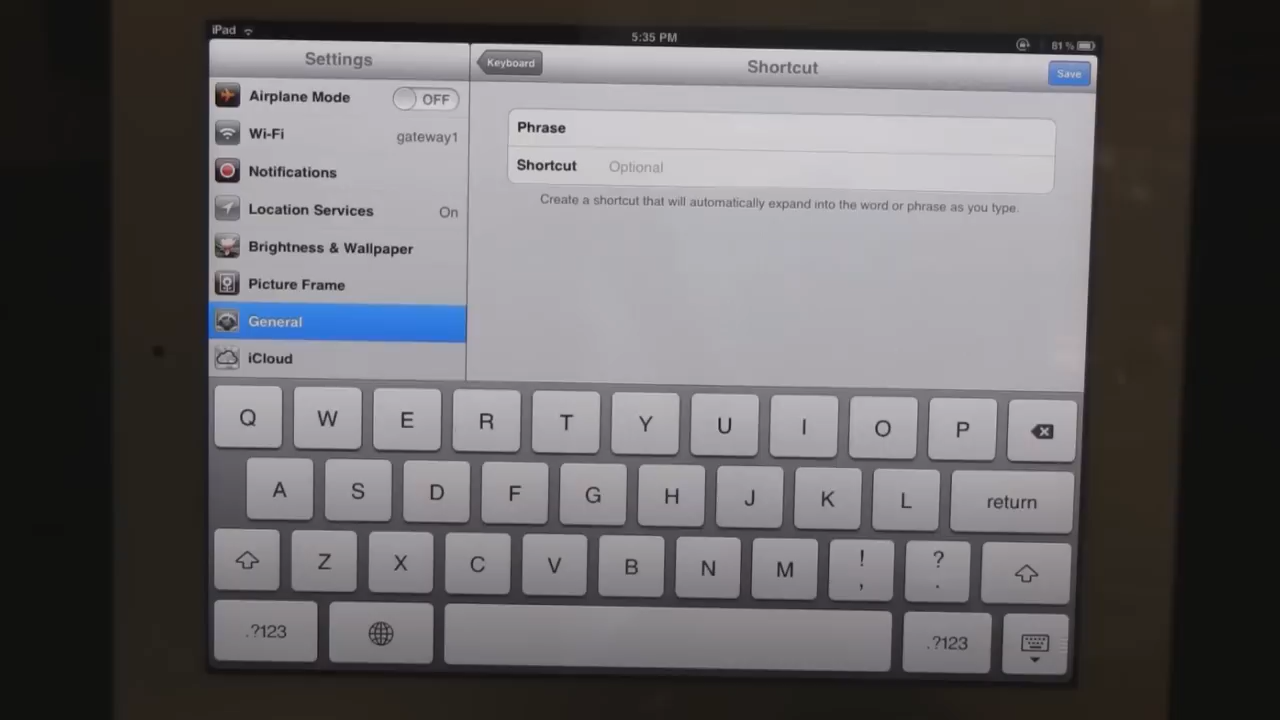 iPad 5:35 PM 81%
Settings
Keyboard Shortcut Save
Airplane Mode OFF
Wi-Fi gateway1
Notifications
Location Services On
Brightness & Wallpaper
Picture Frame
General
iCloud
Phrase
Shortcut Optional
Create a shortcut that will automatically expand into the word or phrase as you type.
Q W E R T Y U I O P
A S D F G H J K L return
Z X C V B N M ! , ? .
.?123 .?123